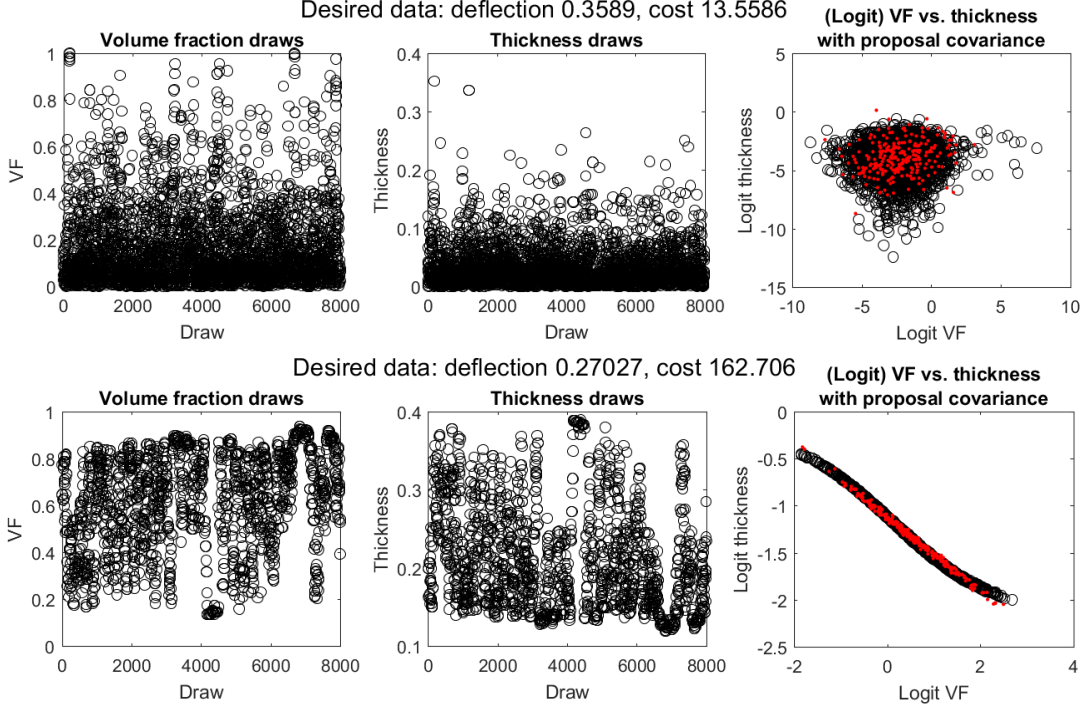 Desired data: deflection 0.3589, cost 13.5586
Volume fraction draws
VF
1
0.8
0.6
0.4
0.2
0
0 2000 4000 6000 8000
Draw
Thickness draws
Thickness
0.4
0.3
0.2
0.1
0
0 2000 4000 6000 8000
Draw
(Logit) VF vs. thickness
with proposal covariance
Logit thickness
5
0
-5
-10
-15
-10 -5 0 5 10
Logit VF
Desired data: deflection 0.27027, cost 162.706
Volume fraction draws
VF
1
0.8
0.6
0.4
0.2
0
0 2000 4000 6000 8000
Draw
Thickness draws
Thickness
0.4
0.3
0.2
0.1
0 2000 4000 6000 8000
Draw
(Logit) VF vs. thickness
with proposal covariance
Logit thickness
0
-0.5
-1
-1.5
-2
-2.5
-2 0 2 4
Logit VF